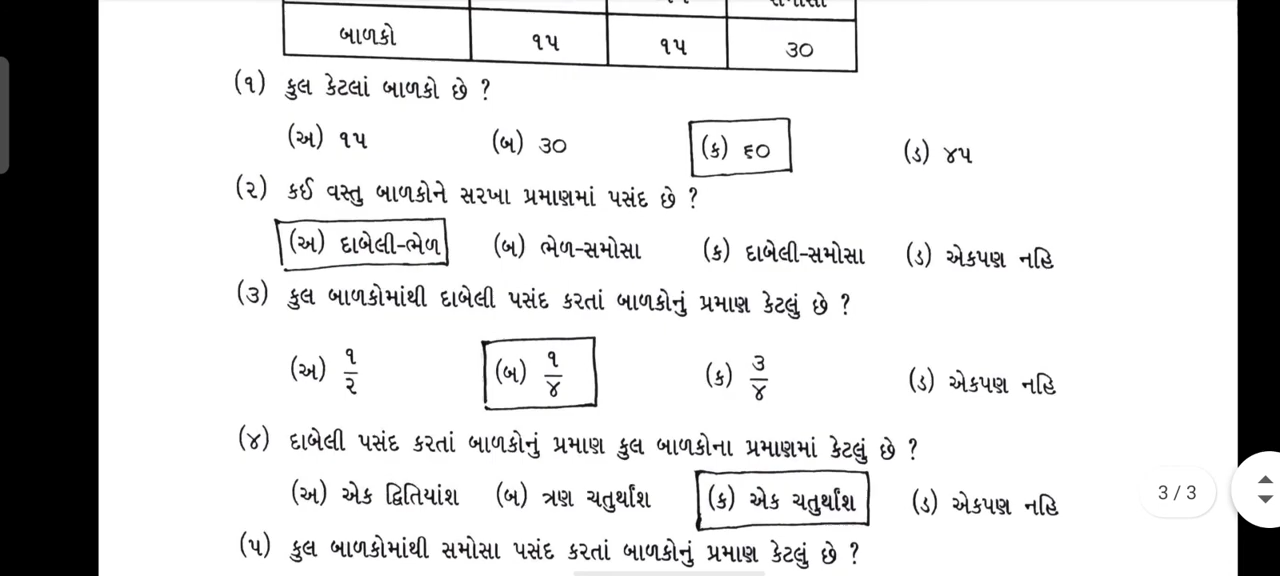 બાળકો ૧૫ ૧૫ ૩૦
(૧) કુલ કેટલાં બાળકો છે ?
(અ) ૧૫ (બ) ૩૦ (ક) ૬૦ (ડ) ૪૫
(૨) કઈ વસ્તુ બાળકોને સરખા પ્રમાણમાં પસંદ છે ?
(અ) દાબેલી-ભેળ (બ) ભેળ-સમોસા (ક) દાબેલી-સમોસા (ડ) એકપણ નહિ
(૩) કુલ બાળકોમાંથી દાબેલી પસંદ કરતાં બાળકોનું પ્રમાણ કેટલું છે ?
(અ) ૧/૨ (બ) ૧/૪ (ક) ૩/૪ (ડ) એકપણ નહિ
(૪) દાબેલી પસંદ કરતાં બાળકોનું પ્રમાણ કુલ બાળકોના પ્રમાણમાં કેટલું છે ?
(અ) એક દ્વિતિયાંશ (બ) ત્રણ ચતુર્થાંશ (ક) એક ચતુર્થાંશ (ડ) એકપણ નહિ
3 / 3
(૫) કુલ બાળકોમાંથી સમોસા પસંદ કરતાં બાળકોનું પ્રમાણ કેટલું છે ?